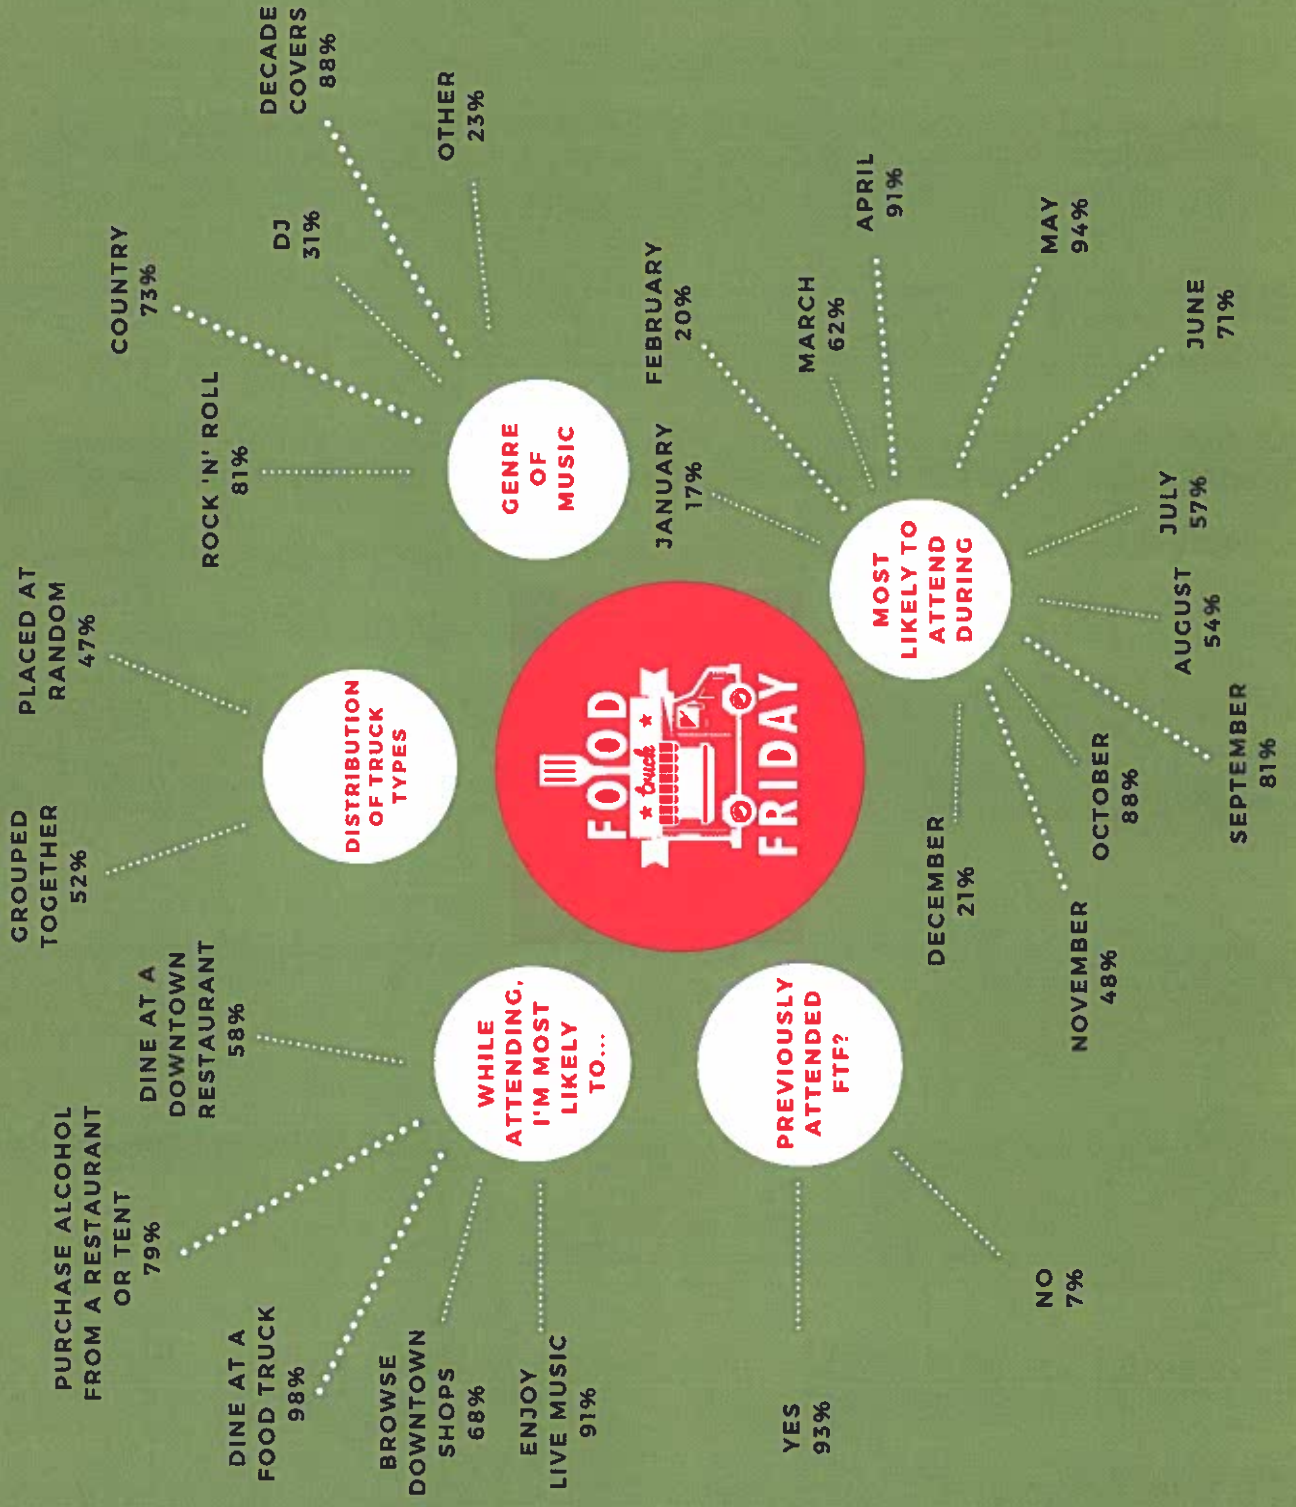 FOOD
truck
FRIDAY
DISTRIBUTION
OF TRUCK
TYPES
GROUPED
TOGETHER
52%
PLACED AT
RANDOM
47%
GENRE
OF
MUSIC
ROCK 'N' ROLL
81%
COUNTRY
73%
DJ
31%
DECADE
COVERS
88%
OTHER
23%
MOST
LIKELY TO
ATTEND
DURING
JANUARY
17%
FEBRUARY
20%
MARCH
62%
APRIL
91%
MAY
94%
JUNE
71%
JULY
57%
AUGUST
54%
SEPTEMBER
81%
OCTOBER
88%
NOVEMBER
48%
DECEMBER
21%
PREVIOUSLY
ATTENDED
FTF?
YES
93%
NO
7%
WHILE
ATTENDING,
I'M MOST
LIKELY
TO...
ENJOY
LIVE MUSIC
91%
BROWSE
DOWNTOWN
SHOPS
68%
DINE AT A
FOOD TRUCK
98%
PURCHASE ALCOHOL
FROM A RESTAURANT
OR TENT
79%
DINE AT A
DOWNTOWN
RESTAURANT
58%